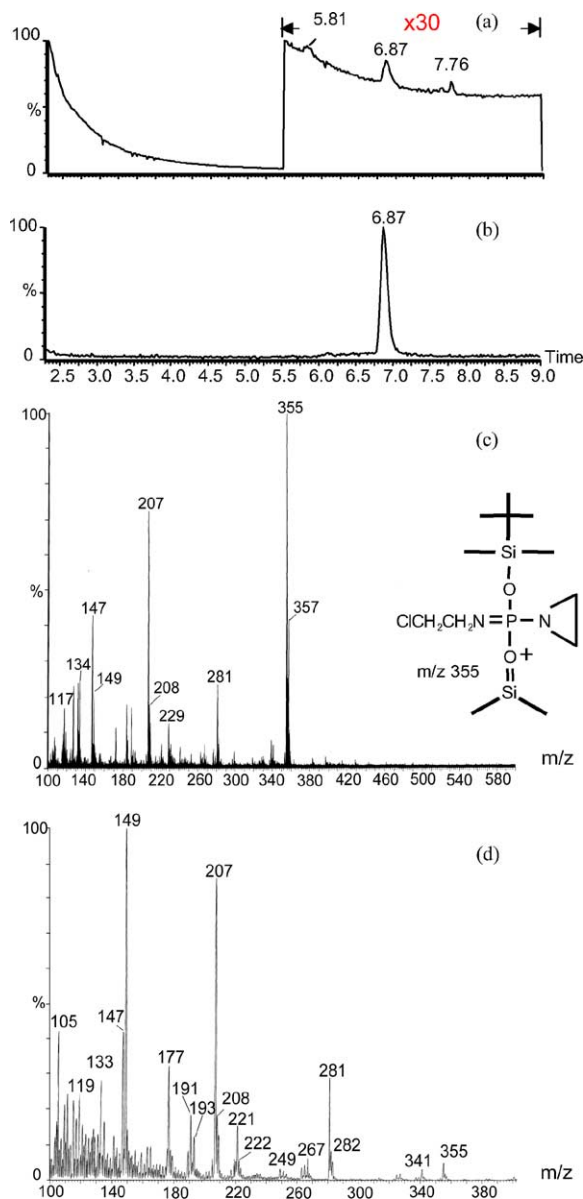 x30
(a)
5.81
6.87
7.76
100
%
0
(b)
6.87
100
%
0
Time
2.5 3.0 3.5 4.0 4.5 5.0 5.5 6.0 6.5 7.0 7.5 8.0 8.5 9.0
(c)
100
355
207
357
%
147
134
149
281
117
208
229
0
100 140 180 220 260 300 340 380 420 460 500 540 580
m/z
Si
O
ClCH₂CH₂N=P–N
O+
m/z 355
Si
(d)
100
149
207
%
105
147
177
133
119
281
191
193
208
221
222
249
267
282
341
355
0
100 140 180 220 260 300 340 380
m/z